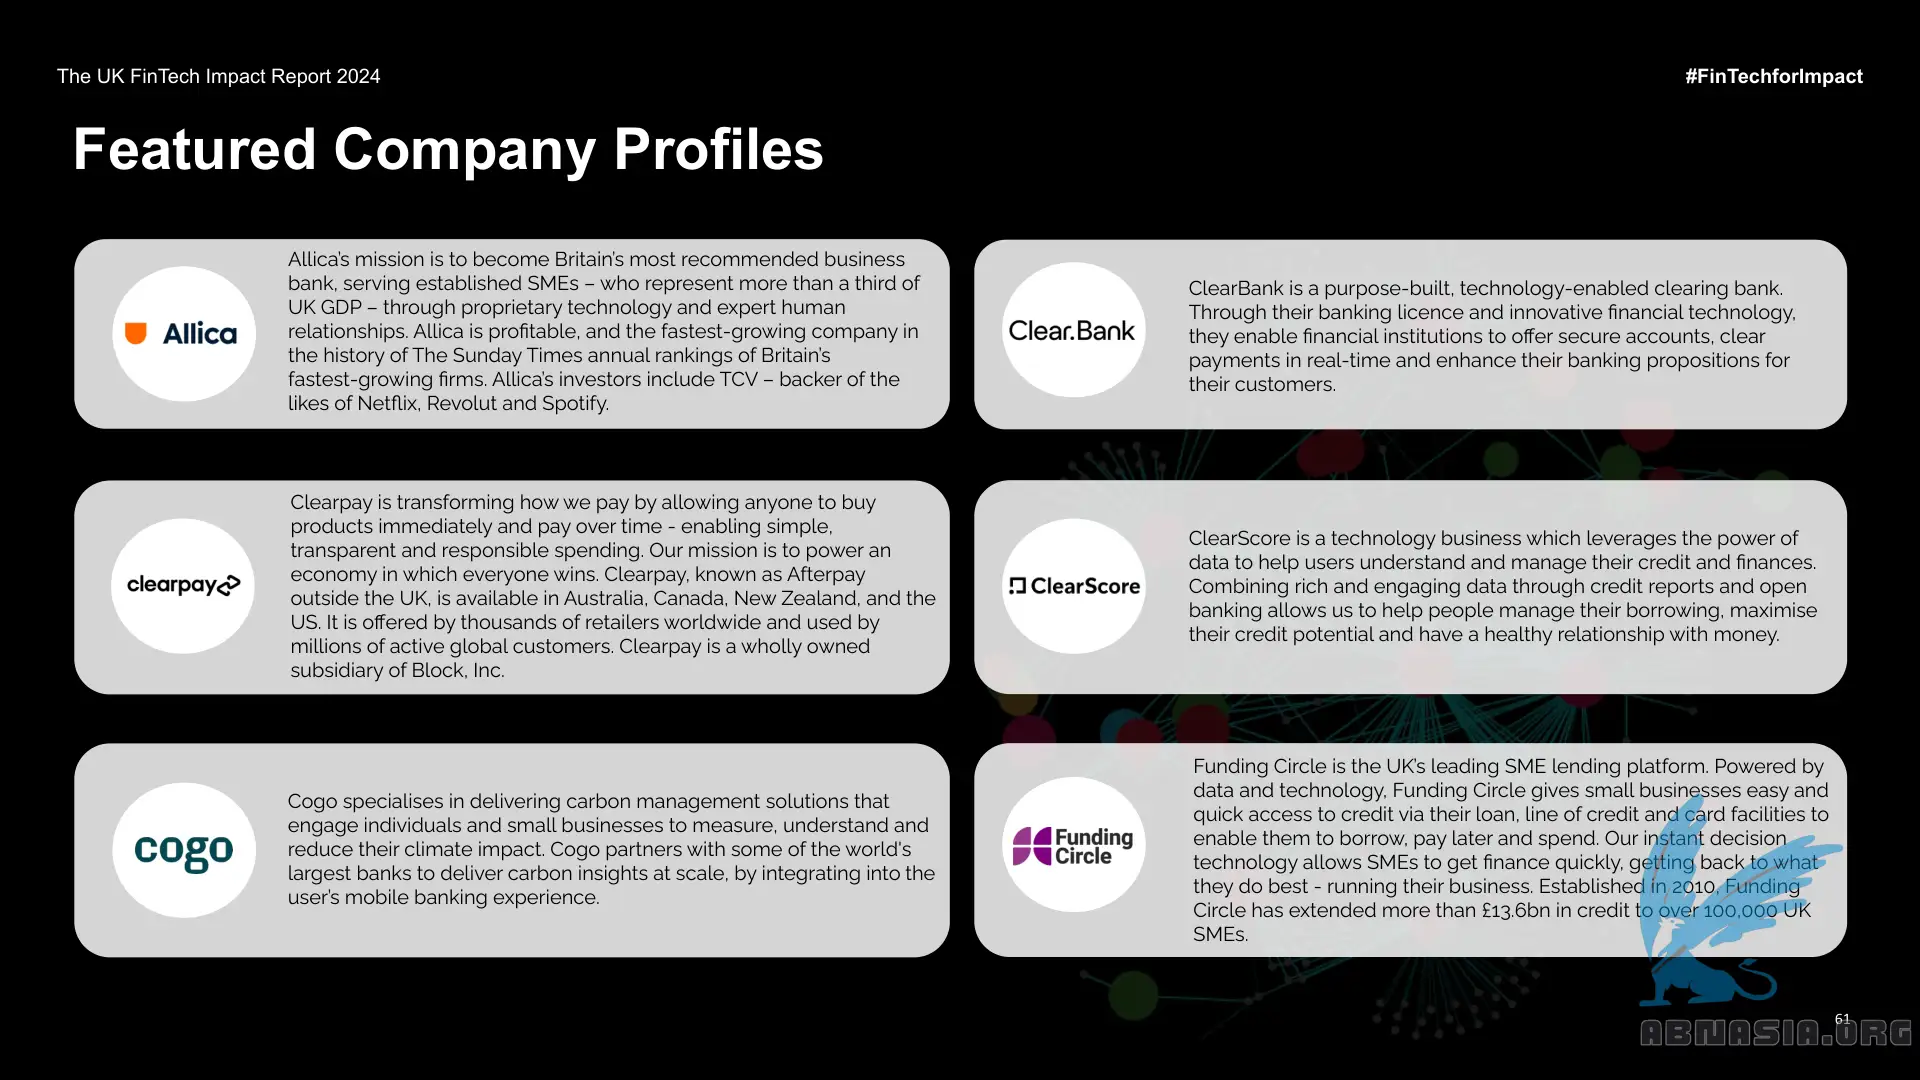 The UK FinTech Impact Report 2024
#FinTechforImpact
Featured Company Profiles
Allica
Allica's mission is to become Britain's most recommended business
bank, serving established SMEs – who represent more than a third of
UK GDP – through proprietary technology and expert human
relationships. Allica is profitable, and the fastest-growing company in
the history of The Sunday Times annual rankings of Britain's
fastest-growing firms. Allica's investors include TCV – backer of the
likes of Netflix, Revolut and Spotify.
Clear.Bank
ClearBank is a purpose-built, technology-enabled clearing bank.
Through their banking licence and innovative financial technology,
they enable financial institutions to offer secure accounts, clear
payments in real-time and enhance their banking propositions for
their customers.
clearpay
Clearpay is transforming how we pay by allowing anyone to buy
products immediately and pay over time - enabling simple,
transparent and responsible spending. Our mission is to power an
economy in which everyone wins. Clearpay, known as Afterpay
outside the UK, is available in Australia, Canada, New Zealand, and the
US. It is offered by thousands of retailers worldwide and used by
millions of active global customers. Clearpay is a wholly owned
subsidiary of Block, Inc.
ClearScore
ClearScore is a technology business which leverages the power of
data to help users understand and manage their credit and finances.
Combining rich and engaging data through credit reports and open
banking allows us to help people manage their borrowing, maximise
their credit potential and have a healthy relationship with money.
cogo
Cogo specialises in delivering carbon management solutions that
engage individuals and small businesses to measure, understand and
reduce their climate impact. Cogo partners with some of the world's
largest banks to deliver carbon insights at scale, by integrating into the
user's mobile banking experience.
Funding
Circle
Funding Circle is the UK's leading SME lending platform. Powered by
data and technology, Funding Circle gives small businesses easy and
quick access to credit via their loan, line of credit and card facilities to
enable them to borrow, pay later and spend. Our instant decision
technology allows SMEs to get finance quickly, getting back to what
they do best - running their business. Established in 2010, Funding
Circle has extended more than £13.6bn in credit to over 100,000 UK
SMEs.
61
ABNASIA.ORG